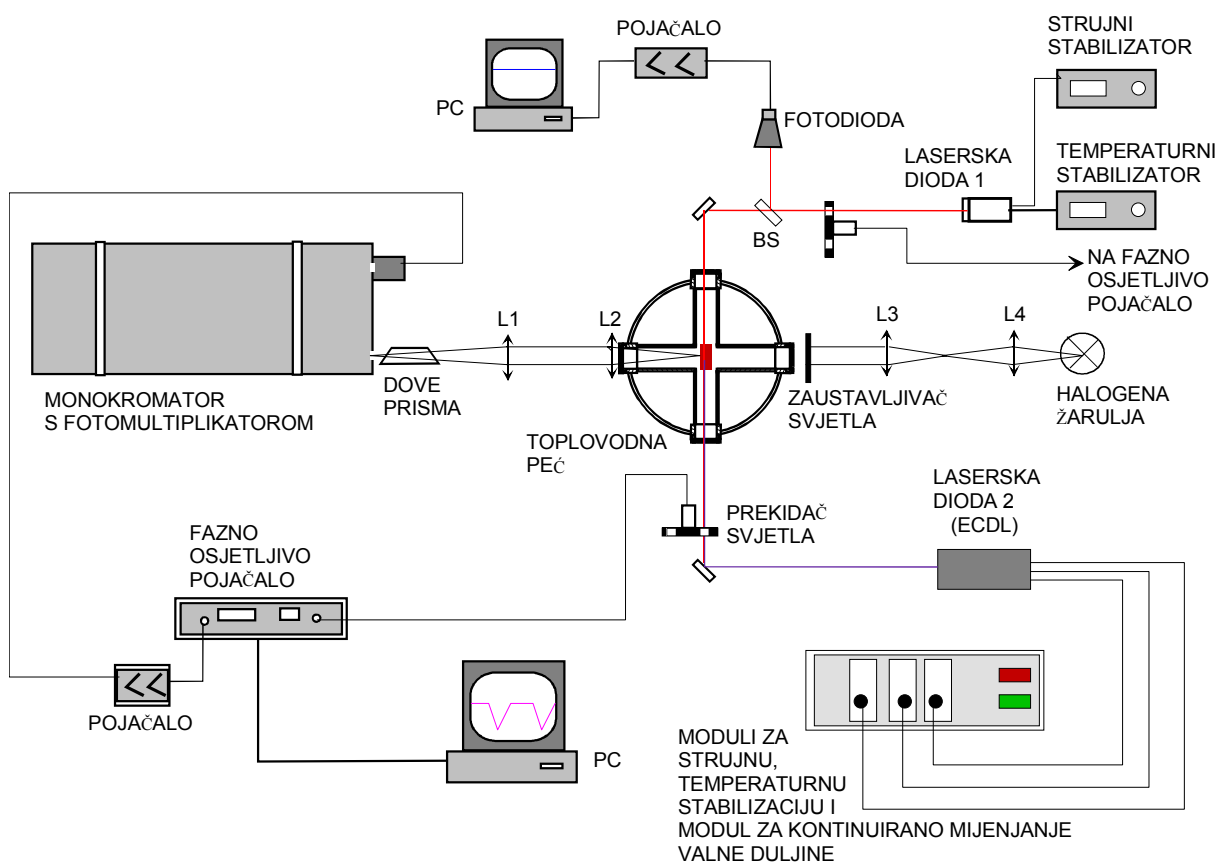 POJAČALO
STRUJNI
STABILIZATOR
PC
FOTODIODA
LASERSKA
DIODA 1
TEMPERATURNI
STABILIZATOR
BS
NA FAZNO
OSJETLJIVO
POJAČALO
L1
L2
L3
L4
DOVE
PRISMA
MONOKROMATOR
S FOTOMULTIPLIKATOROM
ZAUSTAVLJIVAČ
SVJETLA
HALOGENA
ŽARULJA
TOPLOVODNA
PEĆ
LASERSKA
DIODA 2
(ECDL)
PREKIDAČ
SVJETLA
FAZNO
OSJETLJIVO
POJAČALO
POJAČALO
PC
MODULI ZA
STRUJNU,
TEMPERATURNU
STABILIZACIJU I
MODUL ZA KONTINUIRANO MIJENJANJE
VALNE DULJINE